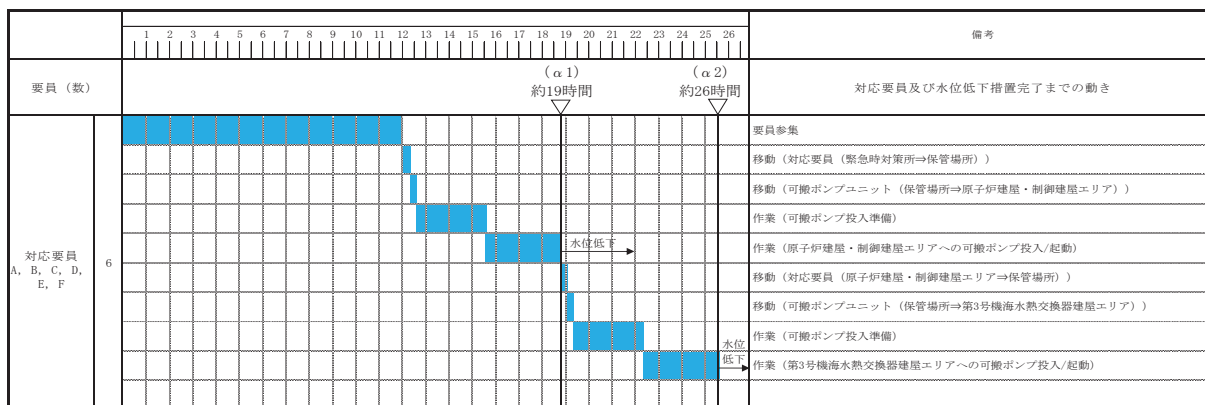 1 2 3 4 5 6 7 8 9 10 11 12 13 14 15 16 17 18 19 20 21 22 23 24 25 26
備考
要員(数)
(α1)
約19時間
(α2)
約26時間
対応要員及び水位低下措置完了までの動き
対応要員
A, B, C, D,
E, F
6
要員参集
移動(対応要員(緊急時対策所⇒保管場所))
移動(可搬ポンプユニット(保管場所⇒原子炉建屋・制御建屋エリア))
作業(可搬ポンプ投入準備)
水位低下
作業(原子炉建屋・制御建屋エリアへの可搬ポンプ投入/起動)
移動(対応要員(原子炉建屋・制御建屋エリア⇒保管場所))
移動(可搬ポンプユニット(保管場所⇒第3号機海水熱交換器建屋エリア))
作業(可搬ポンプ投入準備)
水位
低下
作業(第3号機海水熱交換器建屋エリアへの可搬ポンプ投入/起動)